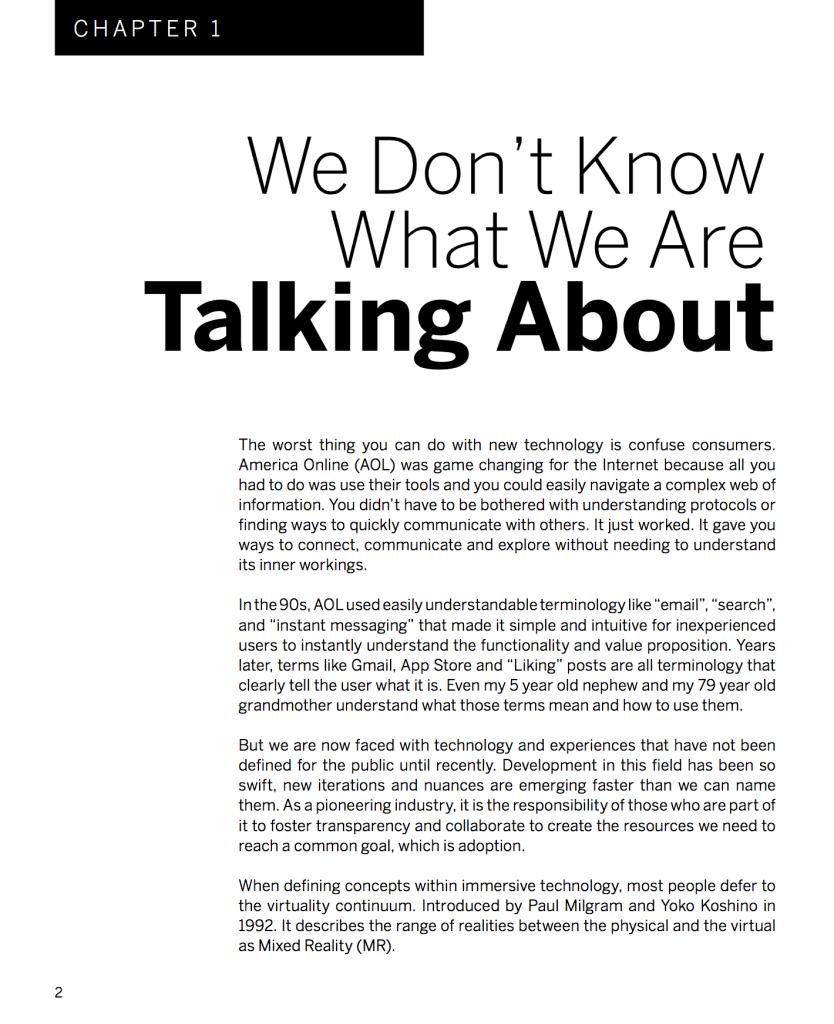 CHAPTER 1
We Don’t Know
What We Are
Talking About
The worst thing you can do with new technology is confuse consumers.
America Online (AOL) was game changing for the Internet because all you
had to do was use their tools and you could easily navigate a complex web of
information. You didn’t have to be bothered with understanding protocols or
finding ways to quickly communicate with others. It just worked. It gave you
ways to connect, communicate and explore without needing to understand
its inner workings.
In the 90s, AOL used easily understandable terminology like “email”, “search”,
and “instant messaging” that made it simple and intuitive for inexperienced
users to instantly understand the functionality and value proposition. Years
later, terms like Gmail, App Store and “Liking” posts are all terminology that
clearly tell the user what it is. Even my 5 year old nephew and my 79 year old
grandmother understand what those terms mean and how to use them.
But we are now faced with technology and experiences that have not been
defined for the public until recently. Development in this field has been so
swift, new iterations and nuances are emerging faster than we can name
them. As a pioneering industry, it is the responsibility of those who are part of
it to foster transparency and collaborate to create the resources we need to
reach a common goal, which is adoption.
When defining concepts within immersive technology, most people defer to
the virtuality continuum. Introduced by Paul Milgram and Yoko Koshino in
1992. It describes the range of realities between the physical and the virtual
as Mixed Reality (MR).
2